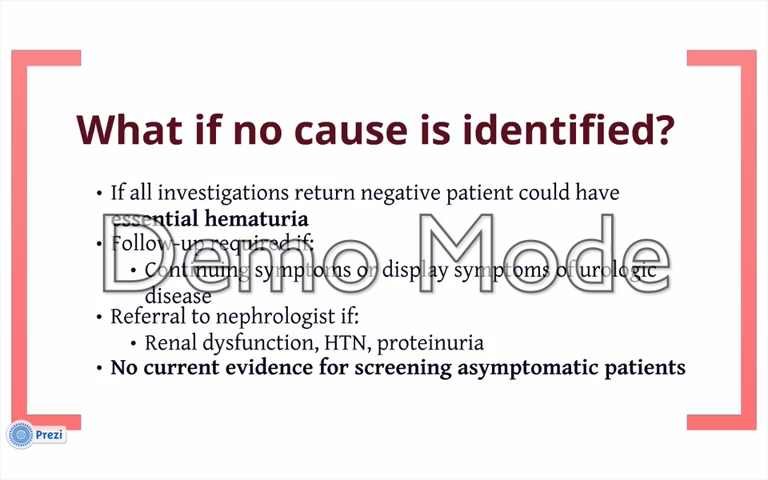 What if no cause is identified?
• If all investigations return negative patient could have
essential hematuria
• Follow-up required if:
• Continuing symptoms or display symptoms of urologic
disease
• Referral to nephrologist if:
• Renal dysfunction, HTN, proteinuria
• No current evidence for screening asymptomatic patients
Demo Mode
Prezi